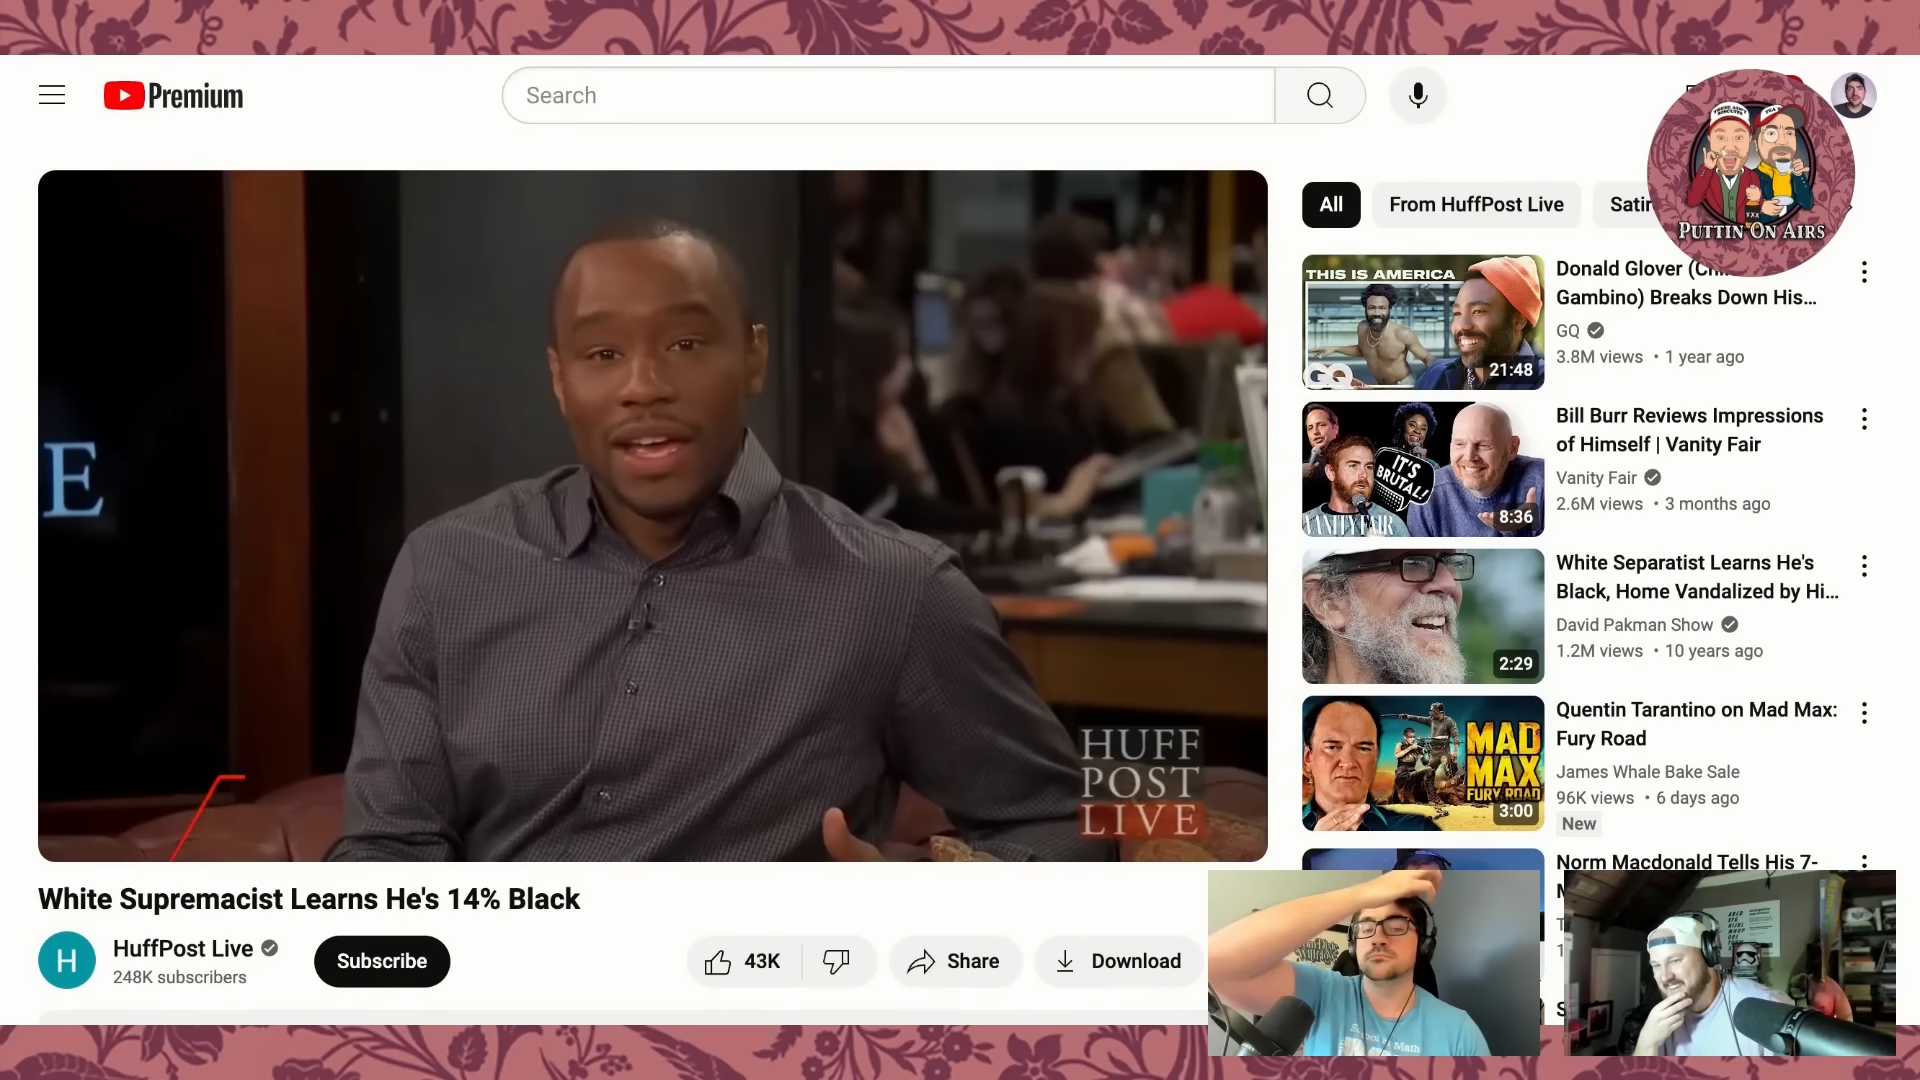 Premium
Search
All
From HuffPost Live
PUTTIN ON AIRS
E
HUFF
POST
LIVE
THIS IS AMERICA
GQ
21:48
Donald Glover
Gambino) Breaks Down His...
GQ
3.8M views • 1 year ago
IT'S
BRUTAL!
VANITY FAIR
8:36
Bill Burr Reviews Impressions
of Himself | Vanity Fair
Vanity Fair
2.6M views • 3 months ago
2:29
White Separatist Learns He's
Black, Home Vandalized by Hi...
David Pakman Show
1.2M views • 10 years ago
MAD
MAX
FURY ROAD
3:00
Quentin Tarantino on Mad Max:
Fury Road
James Whale Bake Sale
96K views • 6 days ago
New
Norm Macdonald Tells His 7-
White Supremacist Learns He's 14% Black
H
HuffPost Live
248K subscribers
Subscribe
43K
Share
Download